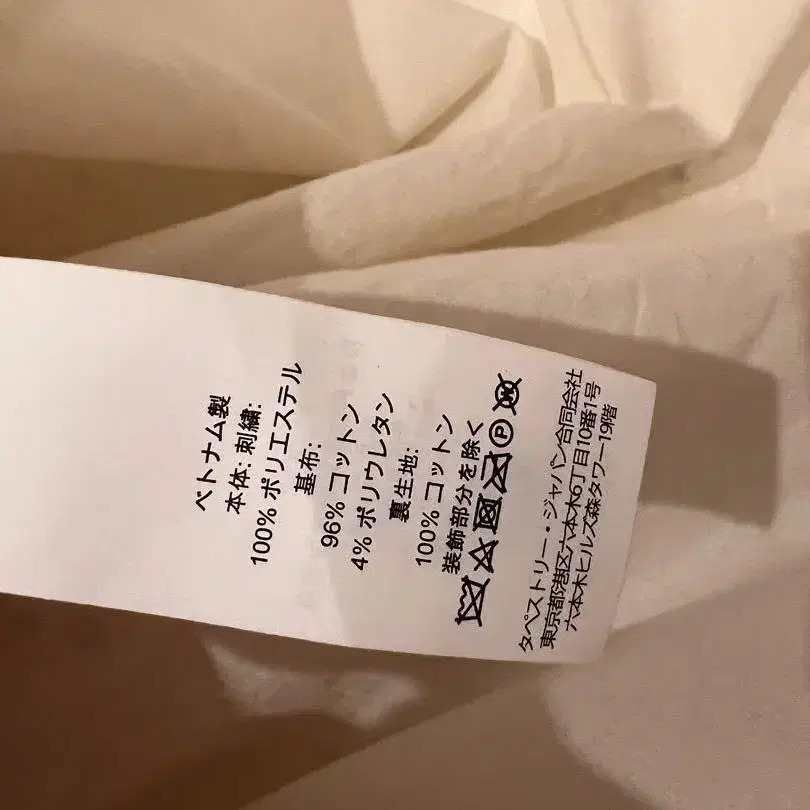 ベトナム製
本体: 刺繍:
100% ポリエステル
基布:
96% コットン
4% ポリウレタン
裏生地:
100% コットン
装飾部分を除く
P W
タペストリー・ジャパン合同会社
東京都港区六本木6丁目10番1号
六本木ヒルズ森タワー19階